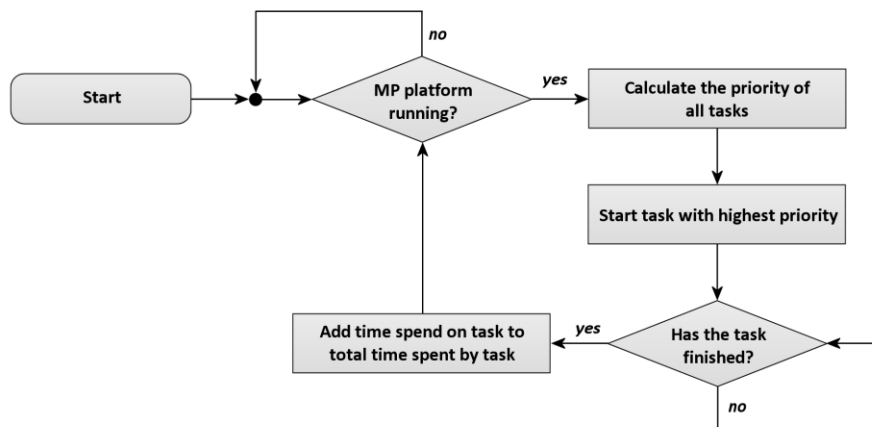 no
yes
Start
MP platform
running?
Calculate the priority of
all tasks
Start task with highest priority
Add time spend on task to
total time spent by task
yes
Has the task
finished?
no